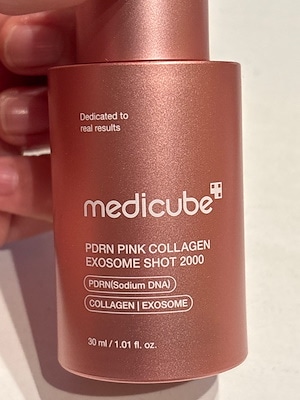 Dedicated to
real results
medicube
PDRN PINK COLLAGEN
EXOSOME SHOT 2000
PDRN(Sodium DNA)
COLLAGEN | EXOSOME
30 ml / 1.01 fl. oz.